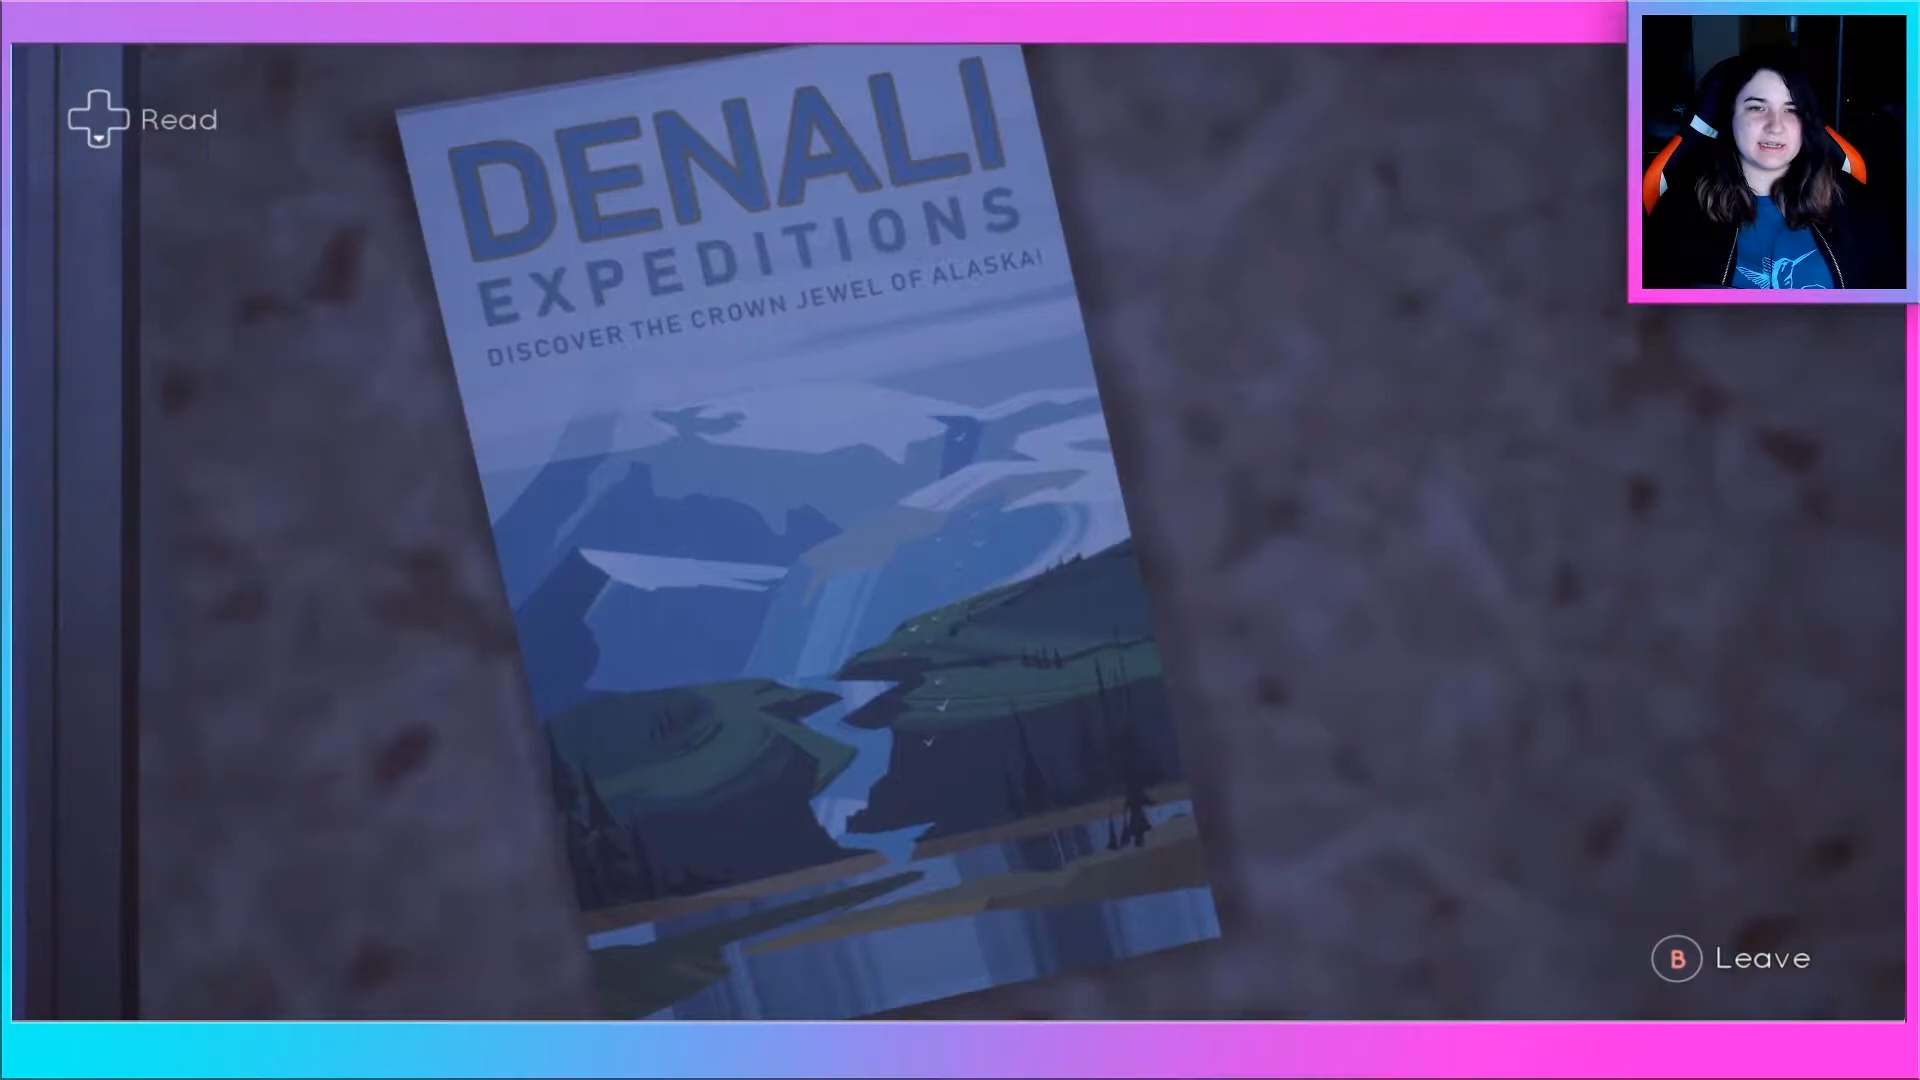 Read
DENALI
EXPEDITIONS
DISCOVER THE CROWN JEWEL OF ALASKA!
B Leave